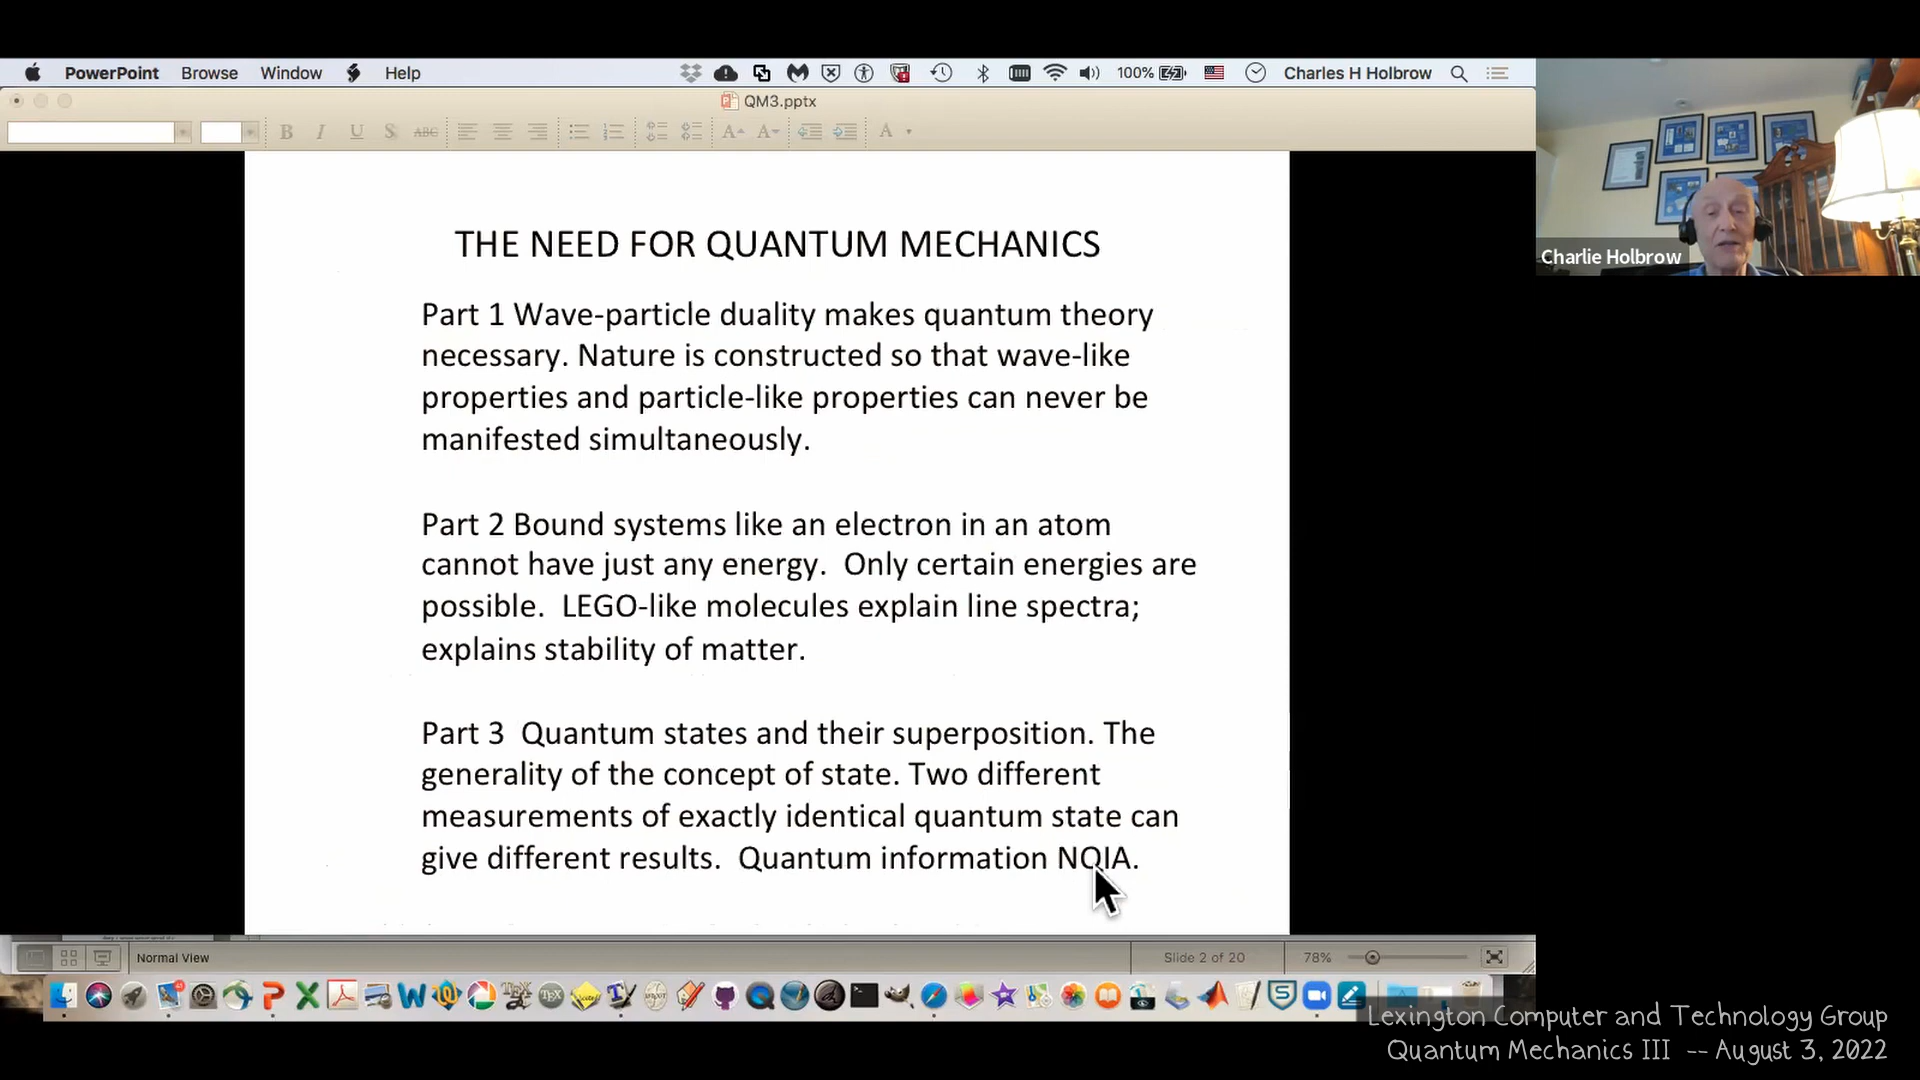 PowerPoint Browse Window Help 100% Charles H Holbrow
QM3.pptx
B I U S ABC A A A
THE NEED FOR QUANTUM MECHANICS
Part 1 Wave-particle duality makes quantum theory
necessary. Nature is constructed so that wave-like
properties and particle-like properties can never be
manifested simultaneously.
Part 2 Bound systems like an electron in an atom
cannot have just any energy.  Only certain energies are
possible.  LEGO-like molecules explain line spectra;
explains stability of matter.
Part 3  Quantum states and their superposition. The
generality of the concept of state. Two different
measurements of exactly identical quantum state can
give different results.  Quantum information NQIA.
Charlie Holbrow
Normal View Slide 2 of 20 78%
Lexington Computer and Technology Group
Quantum Mechanics III -- August 3, 2022